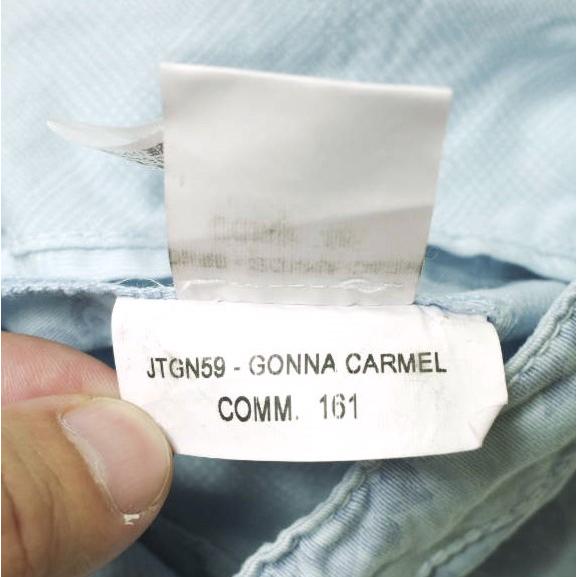 JTGN59 - GONNA CARMEL
COMM. 161